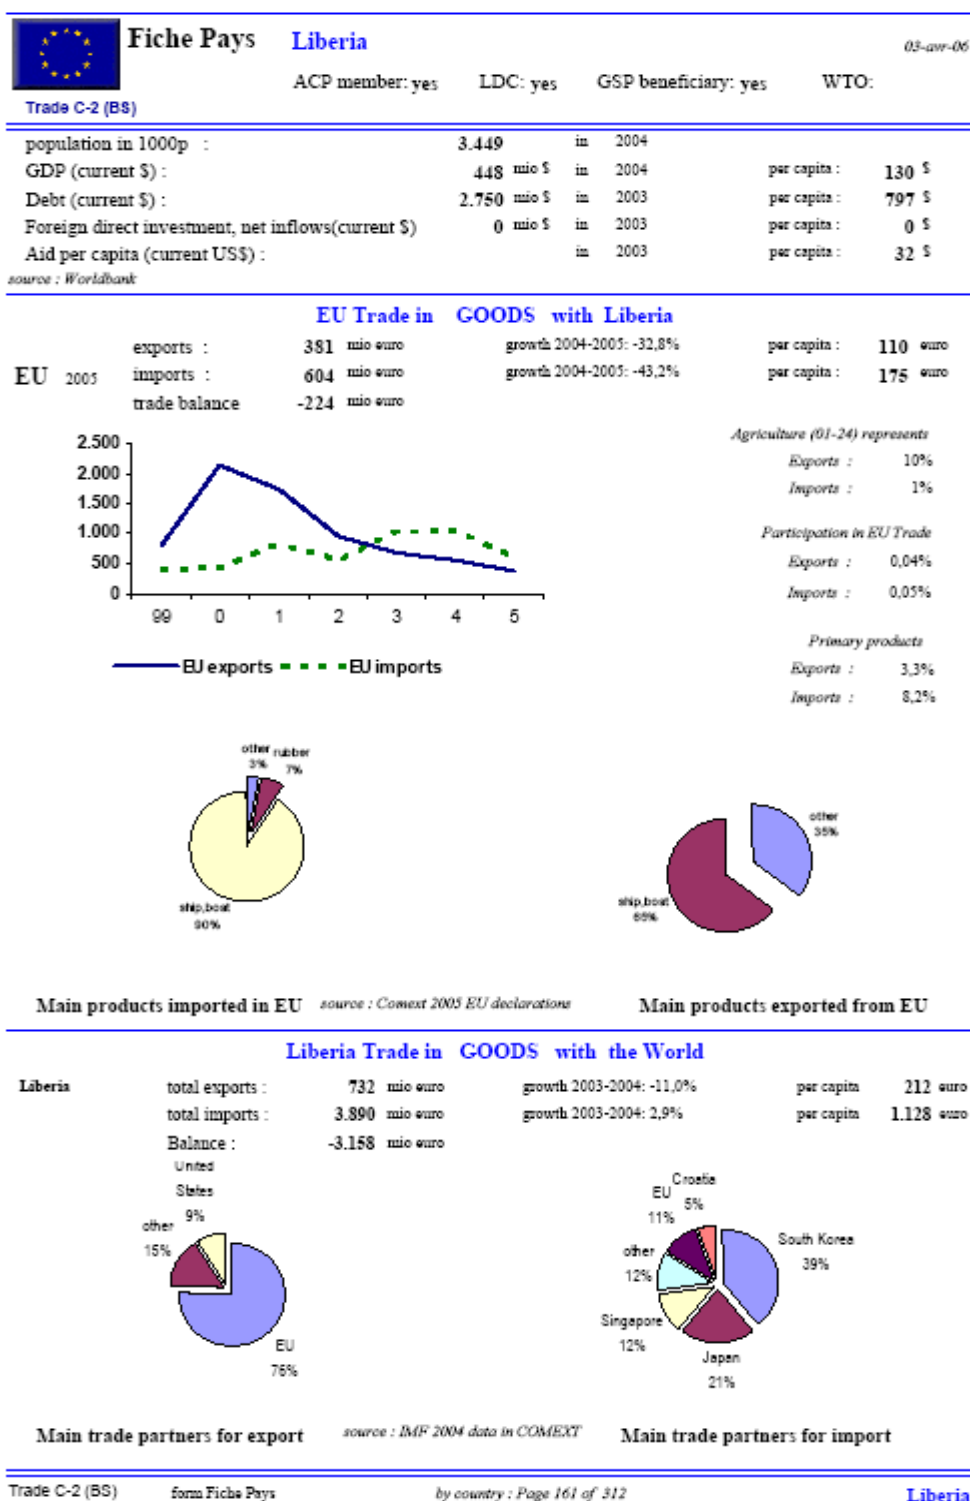 Fiche Pays Liberia 03-avr-06
ACP member: yes LDC: yes GSP beneficiary: yes WTO:
Trade C-2 (BS)
population in 1000p : 3.449 in 2004
GDP (current $) : 448 mio $ in 2004 per capita : 130 $
Debt (current $) : 2.750 mio $ in 2003 per capita : 797 $
Foreign direct investment, net inflows(current $) 0 mio $ in 2003 per capita : 0 $
Aid per capita (current US$) : in 2003 per capita : 32 $
source : Worldbank
EU Trade in GOODS with Liberia
exports : 381 mio euro growth 2004-2005: -32,8% per capita : 110 euro
EU 2005 imports : 604 mio euro growth 2004-2005: -43,2% per capita : 175 euro
trade balance -224 mio euro
2.500
2.000
1.500
1.000
500
0
99 0 1 2 3 4 5
EU exports EU imports
Agriculture (01-24) represents
Exports : 10%
Imports : 1%
Participation in EU Trade
Exports : 0,04%
Imports : 0,05%
Primary products
Exports : 3,3%
Imports : 8,2%
other 3%
rubber 7%
ship,boat 90%
other 35%
ship,boat 65%
Main products imported in EU source : Comext 2005 EU declarations Main products exported from EU
Liberia Trade in GOODS with the World
Liberia total exports : 732 mio euro growth 2003-2004: -11,0% per capita 212 euro
total imports : 3.890 mio euro growth 2003-2004: 2,9% per capita 1.128 euro
Balance : -3.158 mio euro
United
States
9%
other
15%
EU
76%
Croatia
5%
EU
11%
other
12%
Singapore
12%
Japan
21%
South Korea
39%
Main trade partners for export source : IMF 2004 data in COMEXT Main trade partners for import
Trade C-2 (BS) form Fiche Pays by country : Page 161 of 312 Liberia